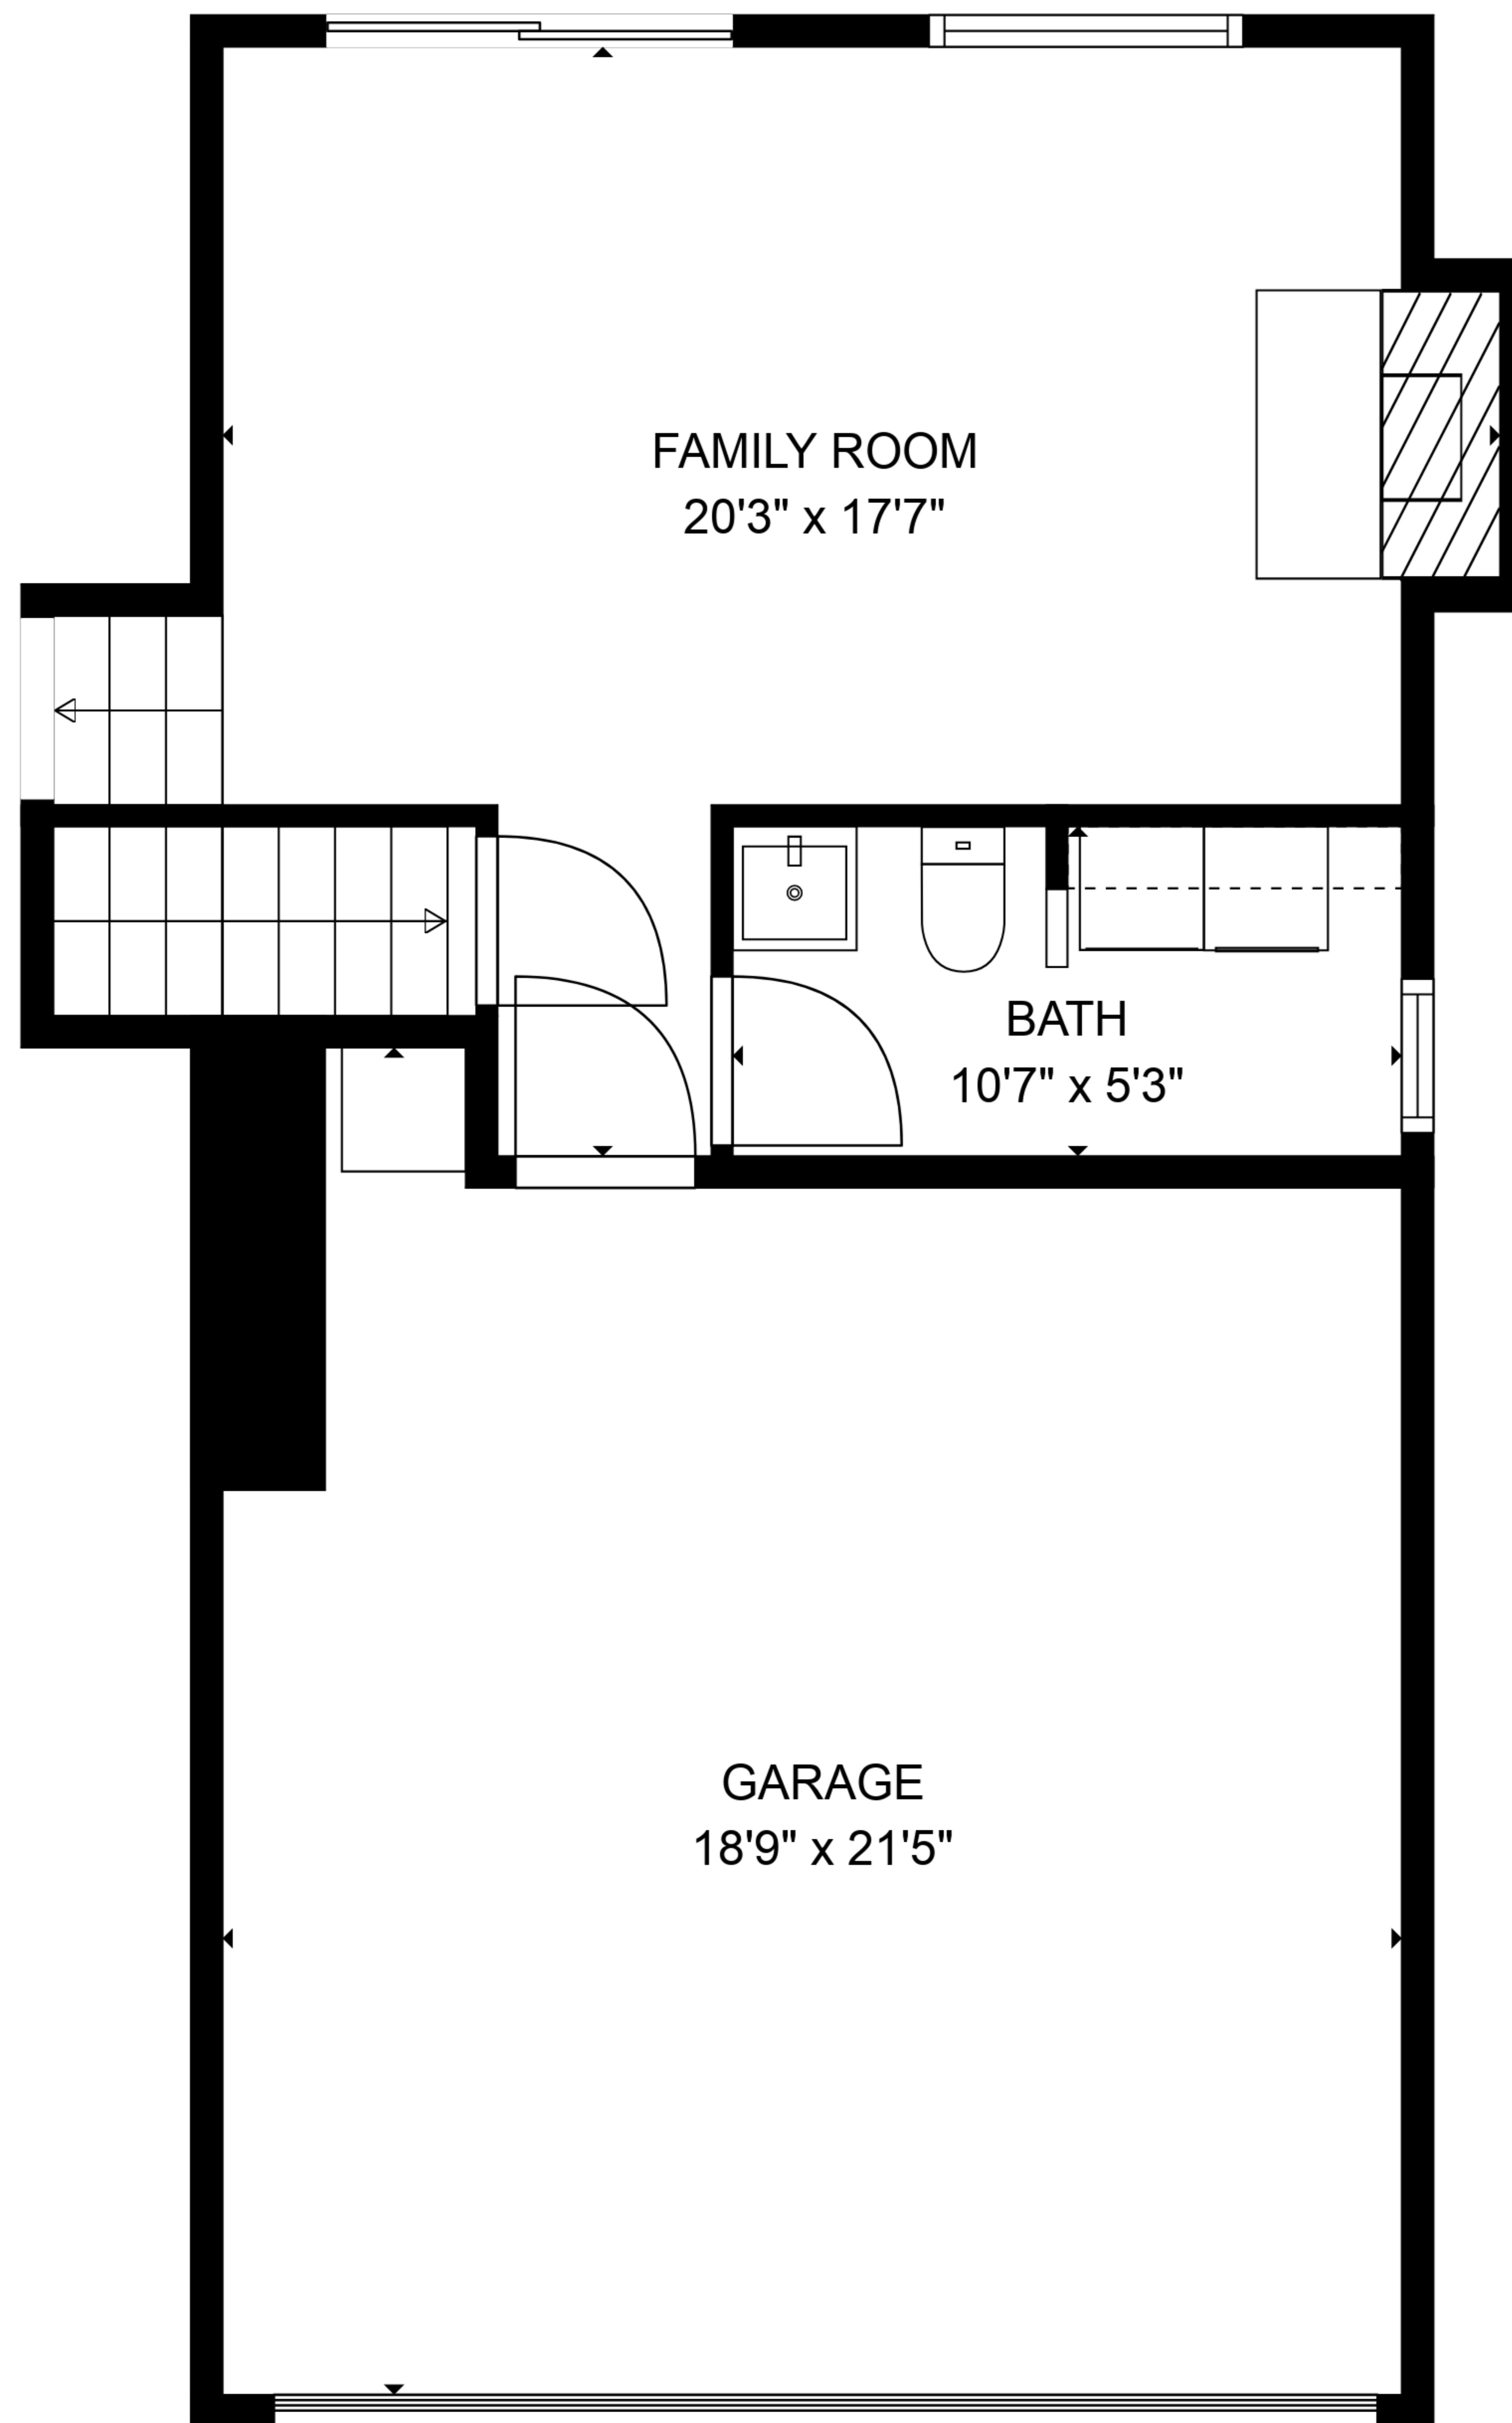 FAMILY ROOM
20'3" x 17'7"
BATH
10'7" x 5'3"
GARAGE
18'9" x 21'5"